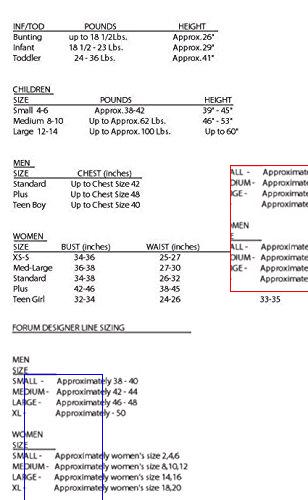 INF/TOD POUNDS HEIGHT
Bunting up to 18 1/2Lbs. Approx.26"
Infant 18 1/2 - 23 Lbs. Approx.29"
Toddler 24 - 36 Lbs. Approx.41"
CHILDREN
SIZE POUNDS HEIGHT
Small 4-6 Approx.38-42 39" - 45"
Medium 8-10 Up to Approx.62 Lbs. 46" - 53"
Large 12-14 Up to Approx.100 Lbs. Up to 60"
MEN
SIZE CHEST (inches)
Standard Up to Chest Size 42
Plus Up to Chest Size 48
Teen Boy Up to Chest Size 40
ALL - Approximate
DIUM - Approximate
GE - Approximate
Approximate
MEN
E
ALL - Approximate
DIUM - Approximate
GE - Approximate
Approximate
WOMEN
SIZE BUST (inches) WAIST (inches)
XS-S 34-36 25-27
Med-Large 36-38 27-30
Standard 34-38 26-32
Plus 42-46 38-45
Teen Girl 32-34 24-26 33-35
FORUM DESIGNER LINE SIZING
MEN
SIZE
SMALL - Approximately 38 - 40
MEDIUM - Approximately 42 - 44
LARGE - Approximately 46 - 48
XL - Approximately - 50
WOMEN
SIZE
SMALL - Approximately women's size 2,4,6
MEDIUM - Approximately women's size 8,10,12
LARGE - Approximately women's size 14,16
XL Approximately women's size 18,20